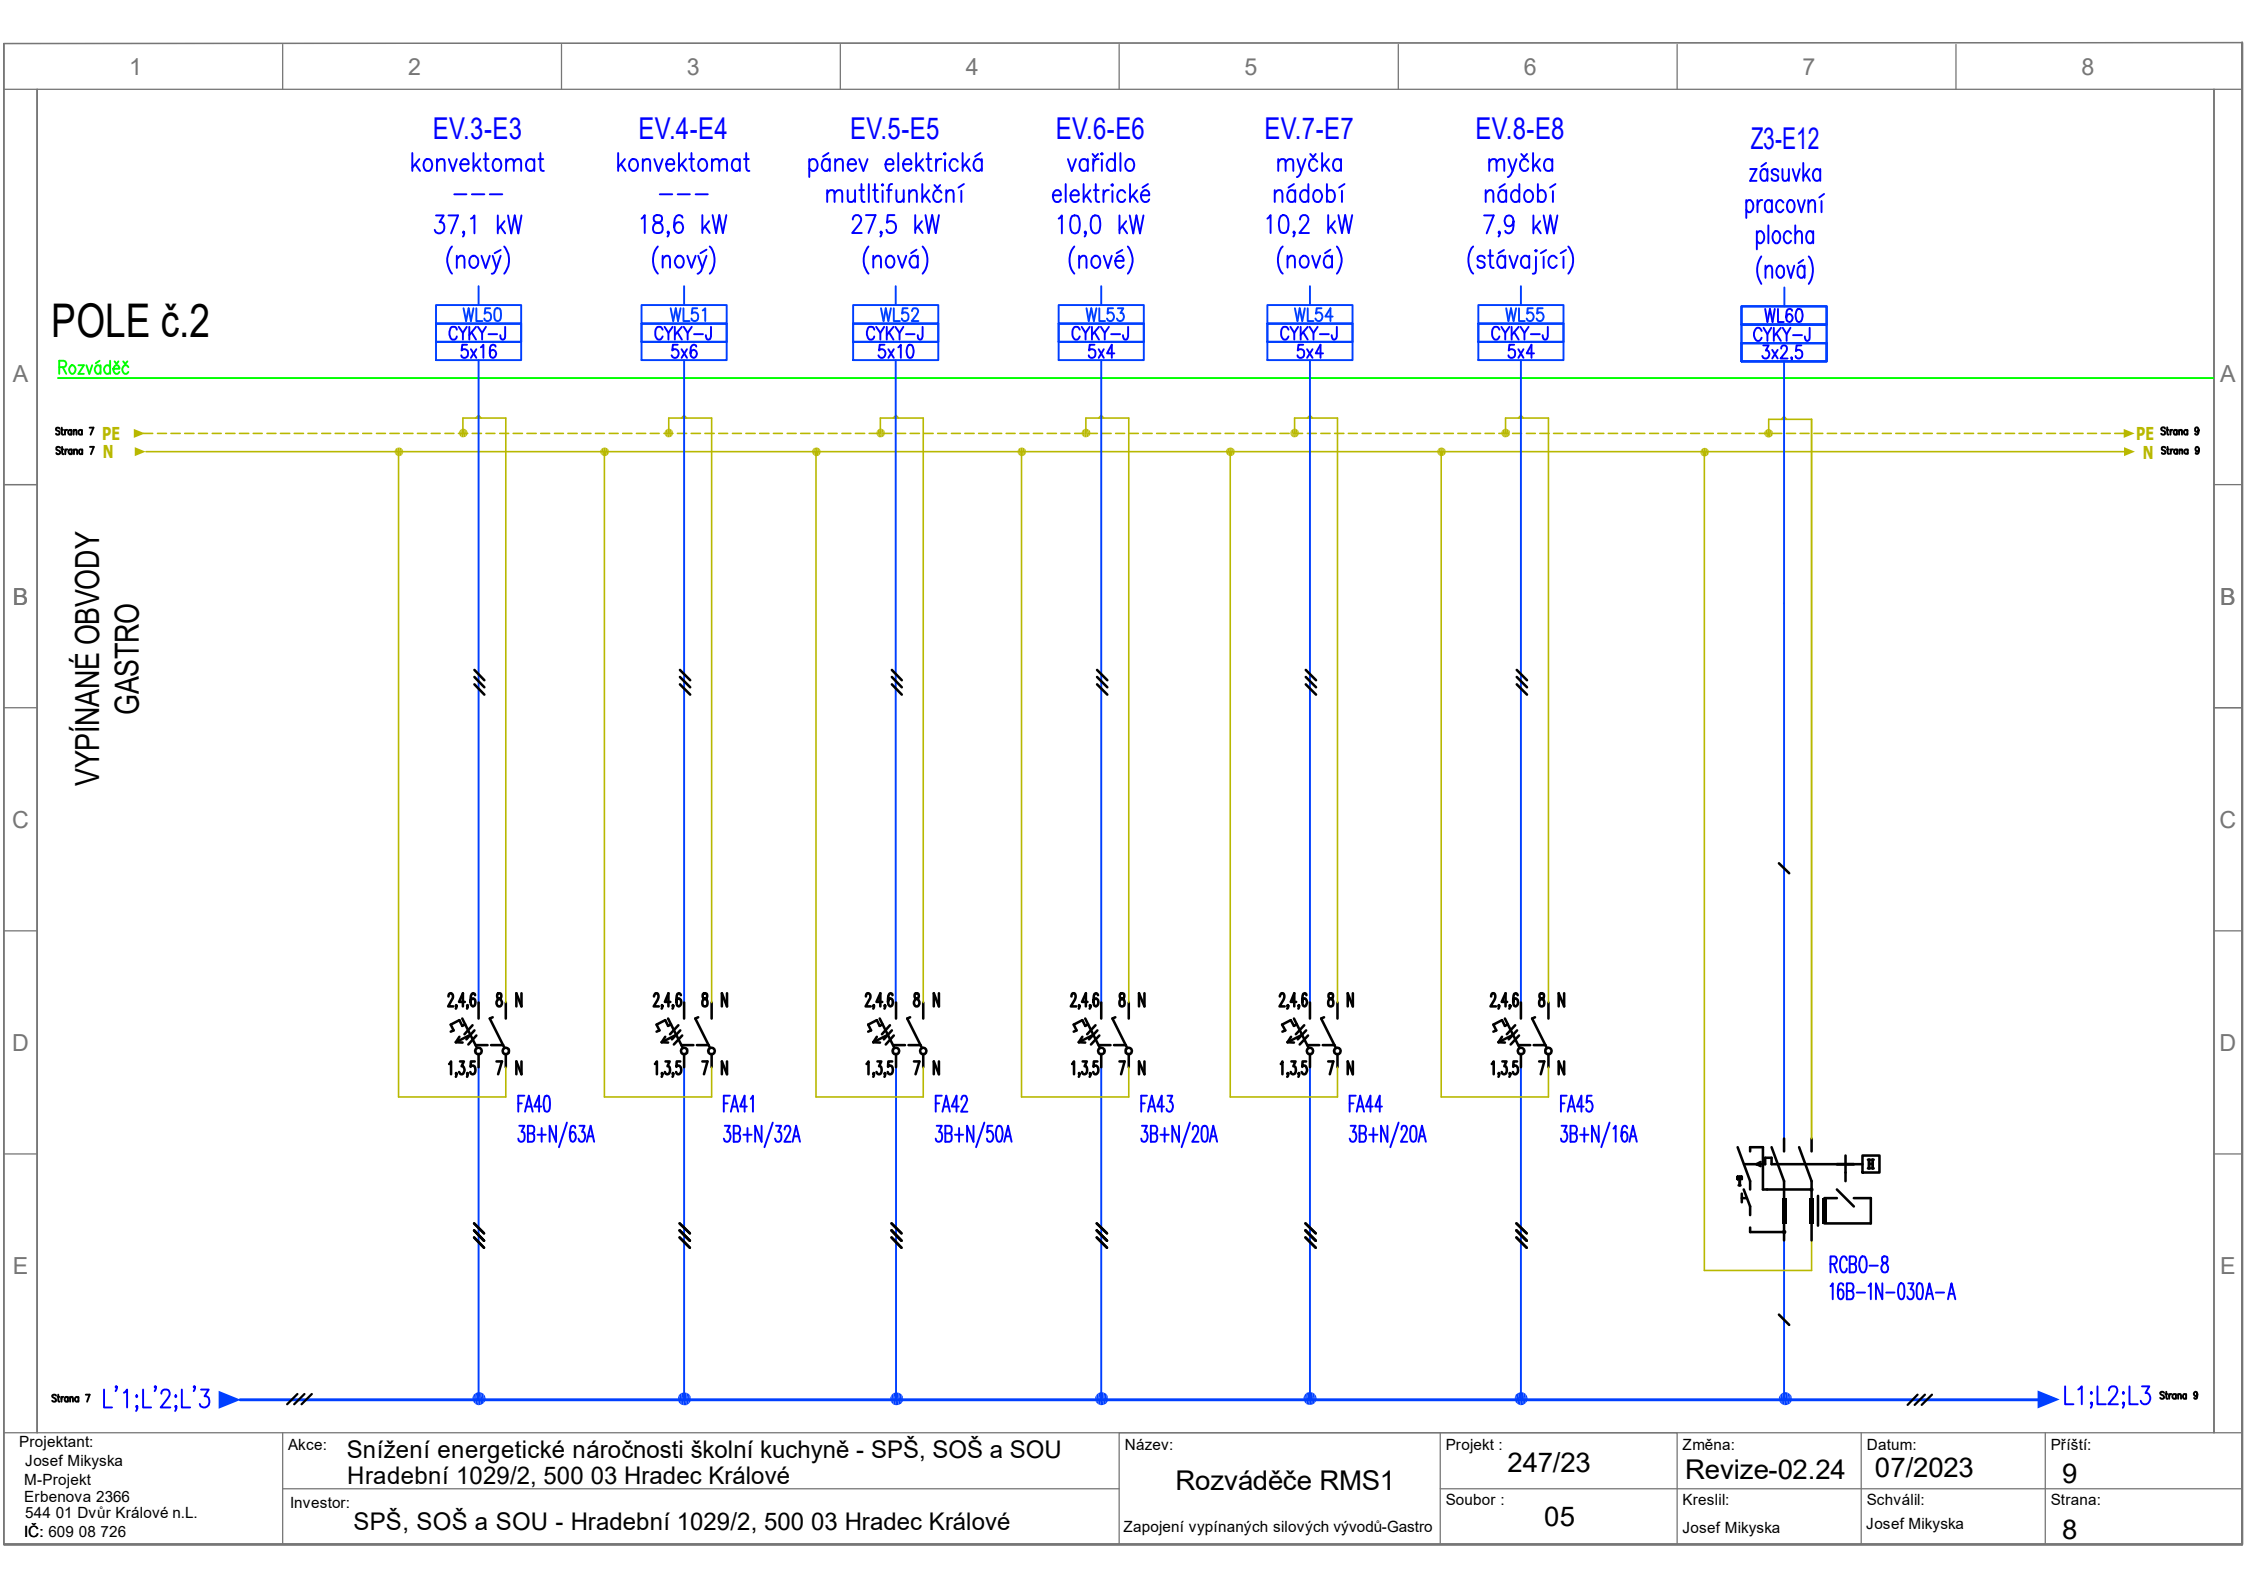 1 2 3 4 5 6 7 8
EV.3-E3
konvektomat
---
37,1 kW
(nový)
EV.4-E4
konvektomat
---
18,6 kW
(nový)
EV.5-E5
pánev elektrická
mutltifunkční
27,5 kW
(nová)
EV.6-E6
vařidlo
elektrické
10,0 kW
(nové)
EV.7-E7
myčka
nádobí
10,2 kW
(nová)
EV.8-E8
myčka
nádobí
7,9 kW
(stávající)
Z3-E12
zásuvka
pracovní
plocha
(nová)
POLE č.2
WL50
CYKY-J
5x16
WL51
CYKY-J
5x6
WL52
CYKY-J
5x10
WL53
CYKY-J
5x4
WL54
CYKY-J
5x4
WL55
CYKY-J
5x4
WL60
CYKY-J
3x2,5
Rozváděč
A A
Strana 7 PE
Strana 7 N
PE Strana 9
N Strana 9
VYPÍNANÉ OBVODY
GASTRO
B B
C C
D D
2,4,6 8 N
1,3,5 7 N
FA40
3B+N/63A
2,4,6 8 N
1,3,5 7 N
FA41
3B+N/32A
2,4,6 8 N
1,3,5 7 N
FA42
3B+N/50A
2,4,6 8 N
1,3,5 7 N
FA43
3B+N/20A
2,4,6 8 N
1,3,5 7 N
FA44
3B+N/20A
2,4,6 8 N
1,3,5 7 N
FA45
3B+N/16A
H
T
RCBO-8
16B-1N-030A-A
E E
Strana 7 L'1;L'2;L'3
L1;L2;L3 Strana 9
Projektant:
Josef Mikyska
M-Projekt
Erbenova 2366
544 01 Dvůr Králové n.L.
IČ: 609 08 726
Akce: Snížení energetické náročnosti školní kuchyně - SPŠ, SOŠ a SOU
Hradební 1029/2, 500 03 Hradec Králové
Investor: SPŠ, SOŠ a SOU - Hradební 1029/2, 500 03 Hradec Králové
Název:
Rozváděče RMS1
Zapojení vypínaných silových vývodů-Gastro
Projekt : 247/23
Soubor : 05
Změna:
Revize-02.24
Kreslil:
Josef Mikyska
Datum:
07/2023
Schválil:
Josef Mikyska
Příští:
9
Strana:
8